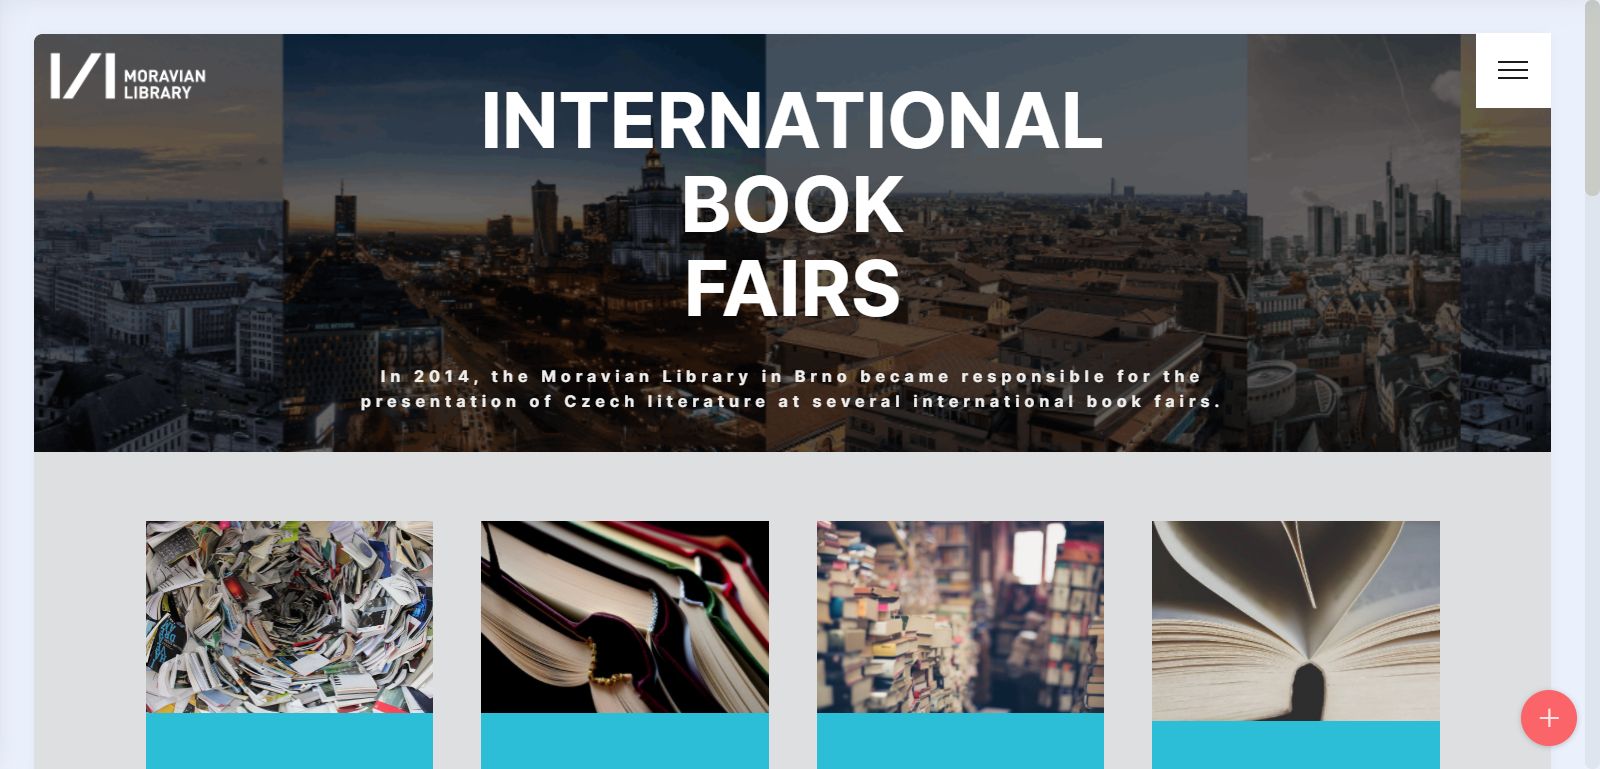 MORAVIAN
LIBRARY
INTERNATIONAL
BOOK
FAIRS
In 2014, the Moravian Library in Brno became responsible for the
presentation of Czech literature at several international book fairs.